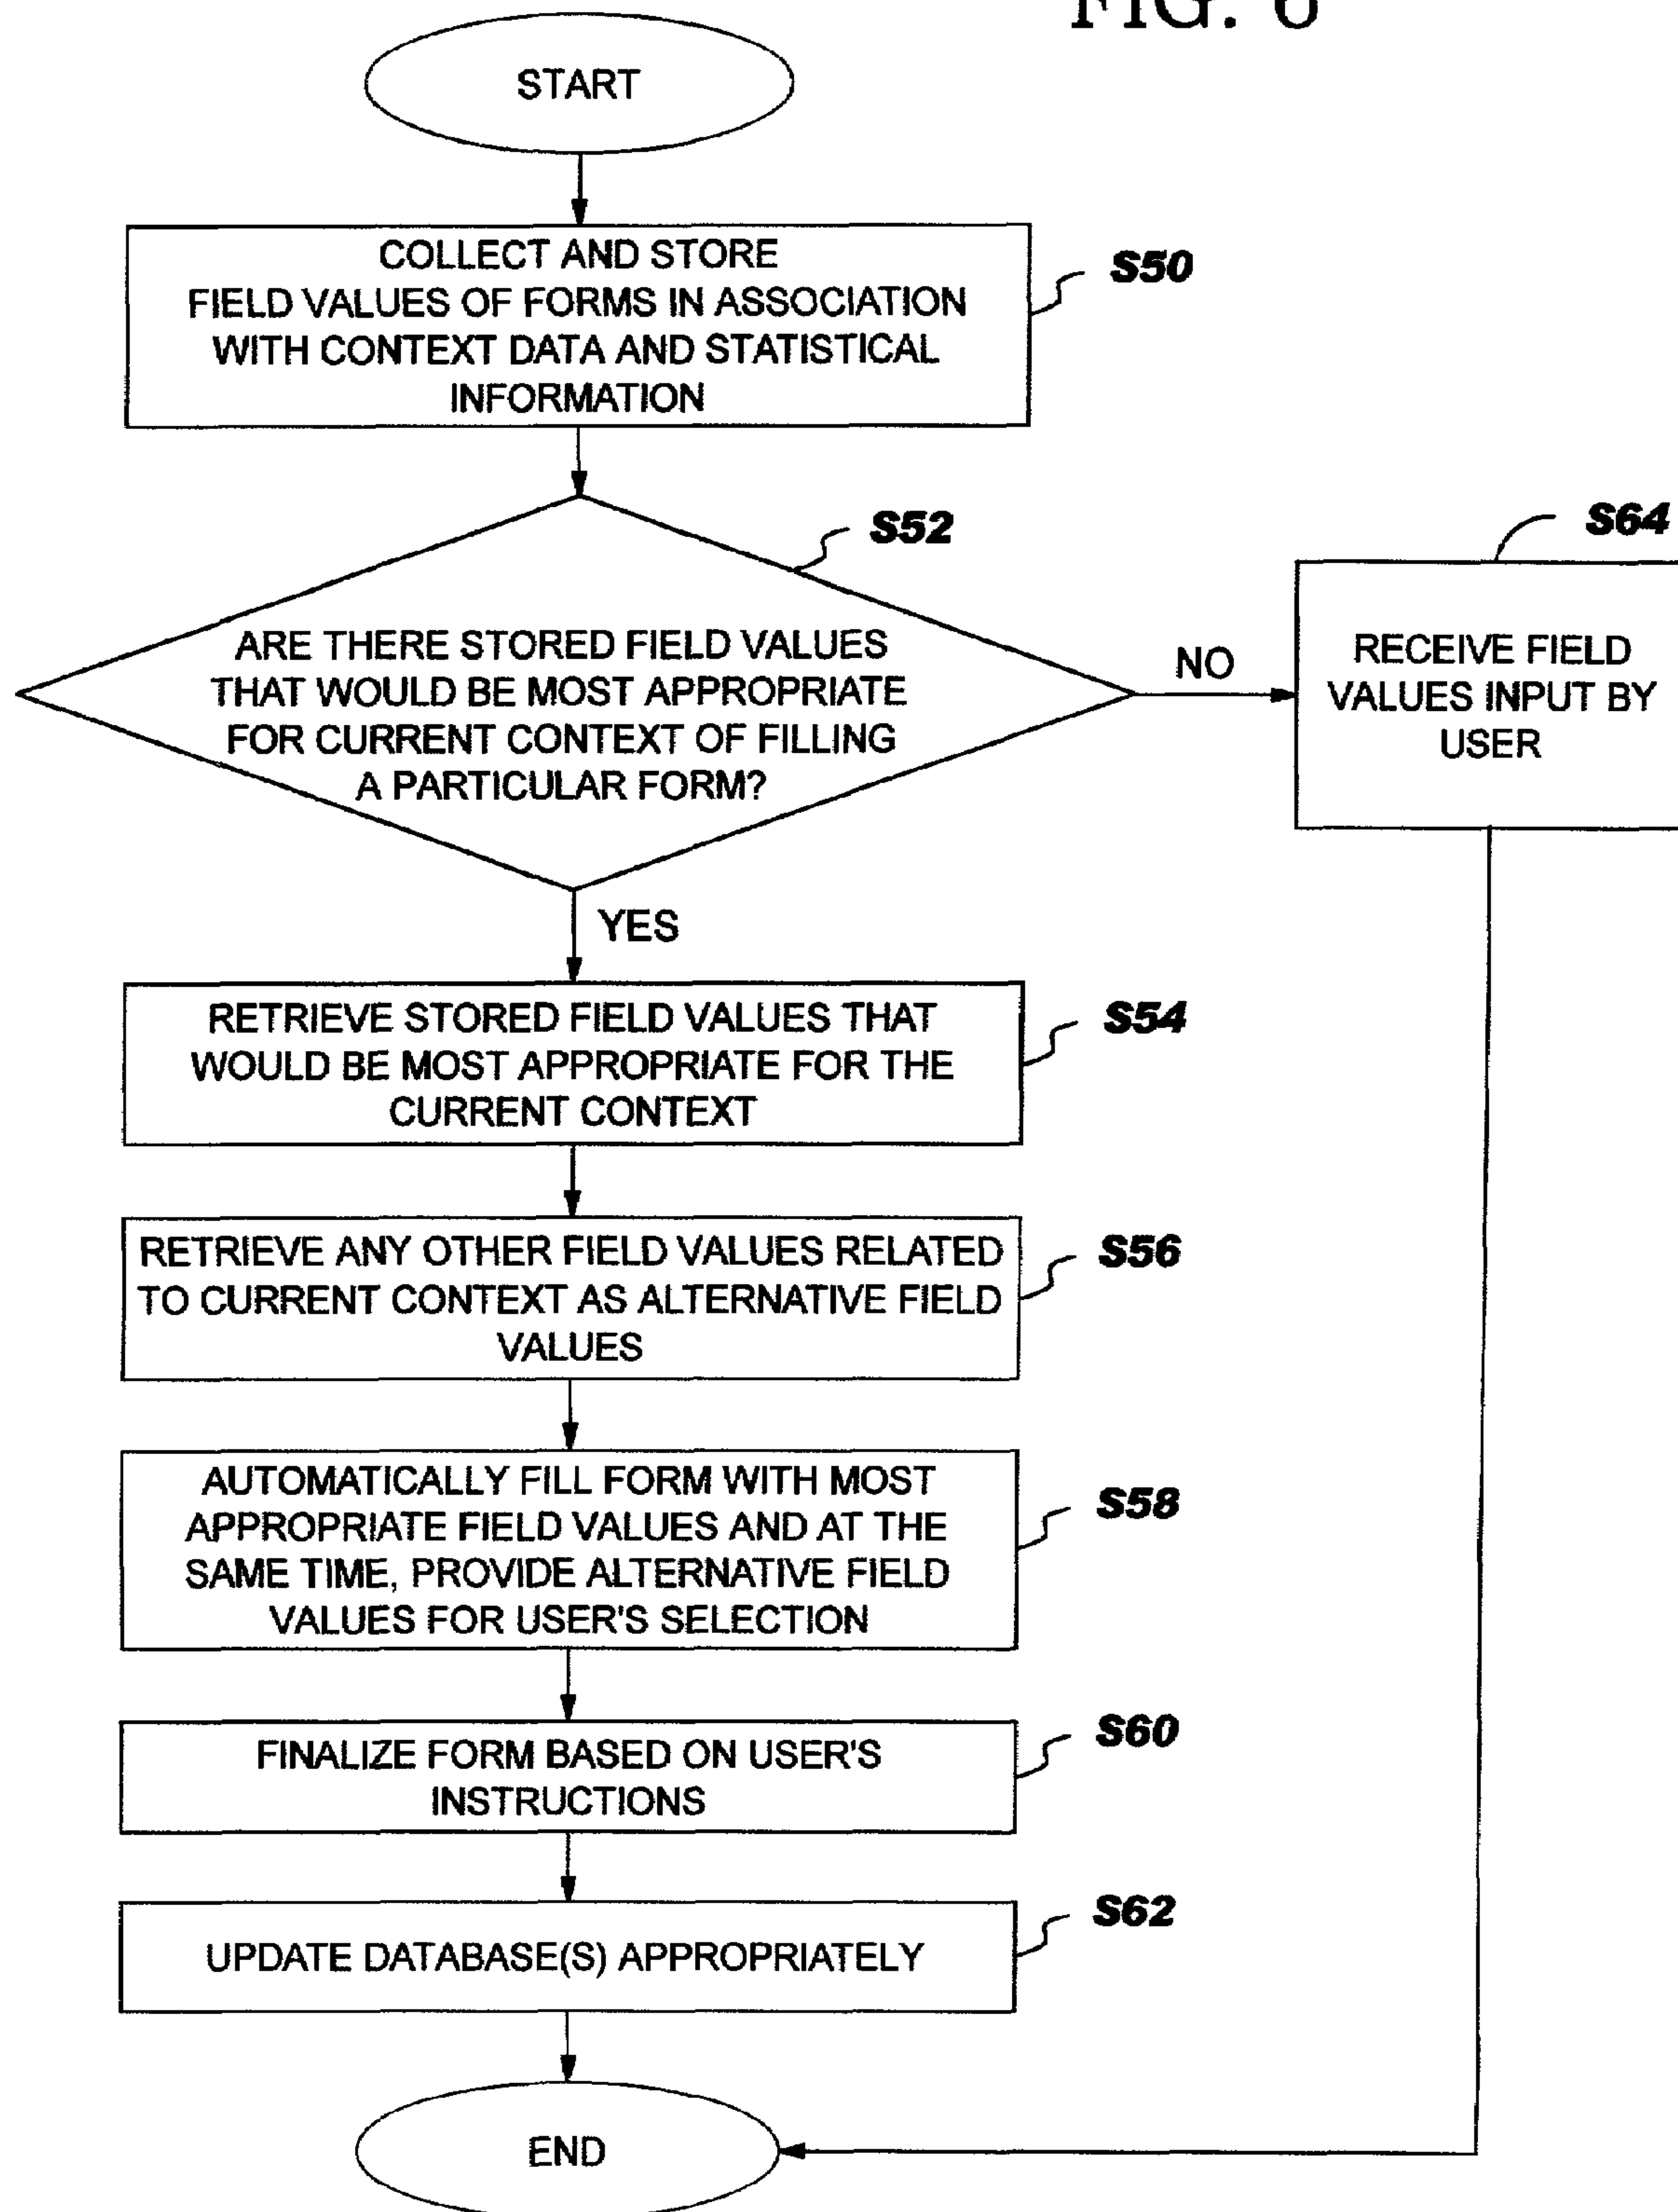 FIG. 6
START
COLLECT AND STORE
FIELD VALUES OF FORMS IN ASSOCIATION
WITH CONTEXT DATA AND STATISTICAL
INFORMATION
S50
S52
ARE THERE STORED FIELD VALUES
THAT WOULD BE MOST APPROPRIATE
FOR CURRENT CONTEXT OF FILLING
A PARTICULAR FORM?
NO
S64
RECEIVE FIELD
VALUES INPUT BY
USER
YES
RETRIEVE STORED FIELD VALUES THAT
WOULD BE MOST APPROPRIATE FOR THE
CURRENT CONTEXT
S54
RETRIEVE ANY OTHER FIELD VALUES RELATED
TO CURRENT CONTEXT AS ALTERNATIVE FIELD
VALUES
S56
AUTOMATICALLY FILL FORM WITH MOST
APPROPRIATE FIELD VALUES AND AT THE
SAME TIME, PROVIDE ALTERNATIVE FIELD
VALUES FOR USER'S SELECTION
S58
FINALIZE FORM BASED ON USER'S
INSTRUCTIONS
S60
UPDATE DATABASE(S) APPROPRIATELY
S62
END